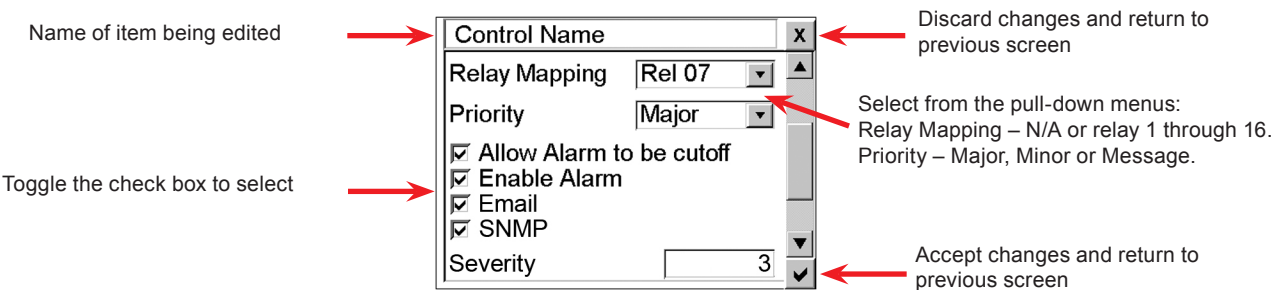 Name of item being edited
Control Name
X
Discard changes and return to
previous screen
Relay Mapping
Rel 07
Priority
Major
Select from the pull-down menus:
Relay Mapping – N/A or relay 1 through 16.
Priority – Major, Minor or Message.
Toggle the check box to select
Allow Alarm to be cutoff
Enable Alarm
Email
SNMP
Severity
3
Accept changes and return to
previous screen